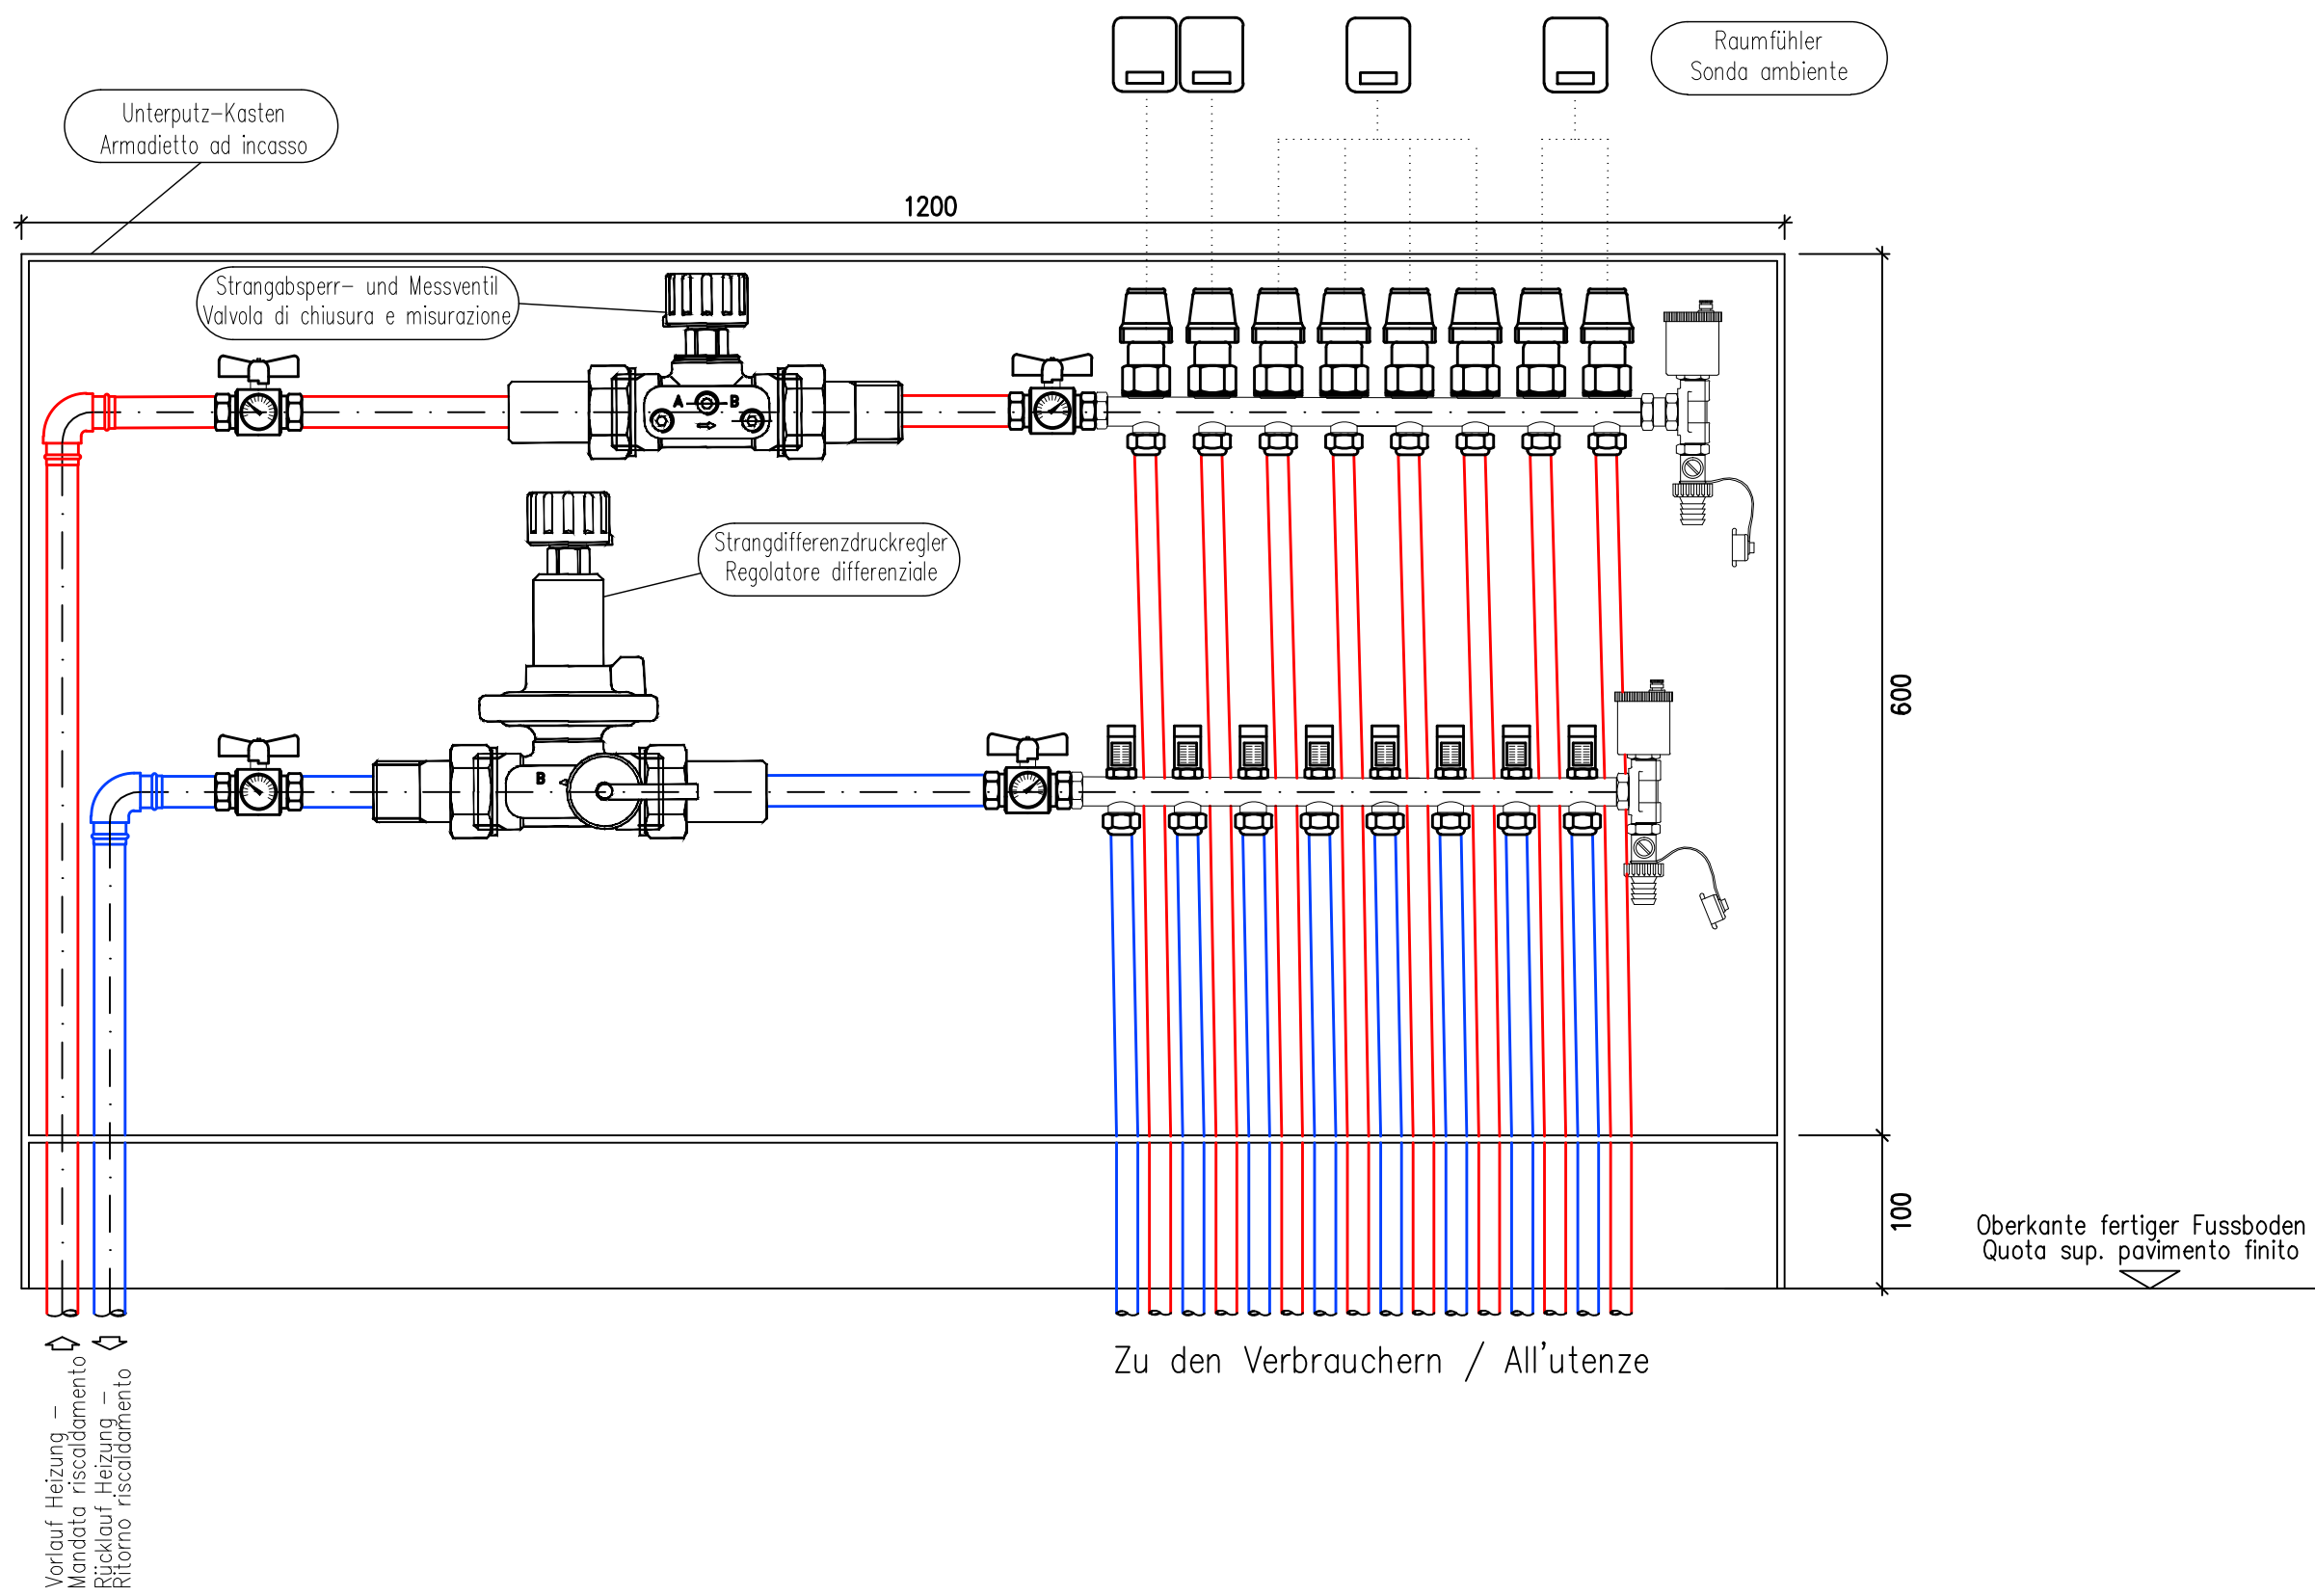 Raumfühler
Sonda ambiente
Unterputz-Kasten
Armadietto ad incasso
1200
Strangabsperr- und Messventil
Valvola di chiusura e misurazione
A B
Strangdifferenzdruckregler
Regolatore differenziale
600
B
100
Oberkante fertiger Fussboden
Quota sup. pavimento finito
Zu den Verbrauchern / All'utenze
Vorlauf Heizung -
Mandata riscaldamento
Rücklauf Heizung -
Ritorno riscaldamento